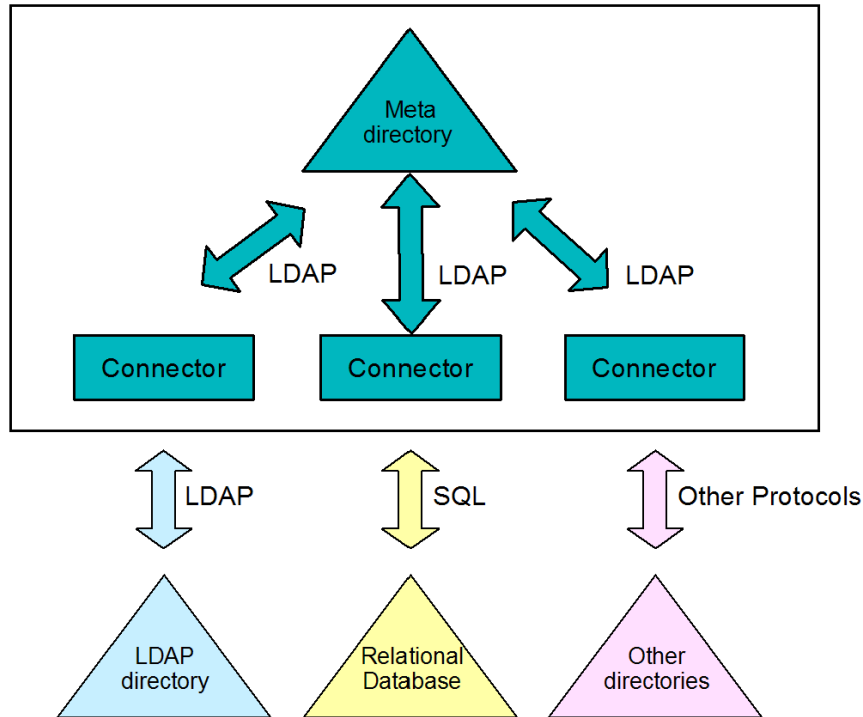 Meta
directory
LDAP
LDAP
LDAP
Connector
Connector
Connector
LDAP
SQL
Other Protocols
LDAP
directory
Relational
Database
Other
directories